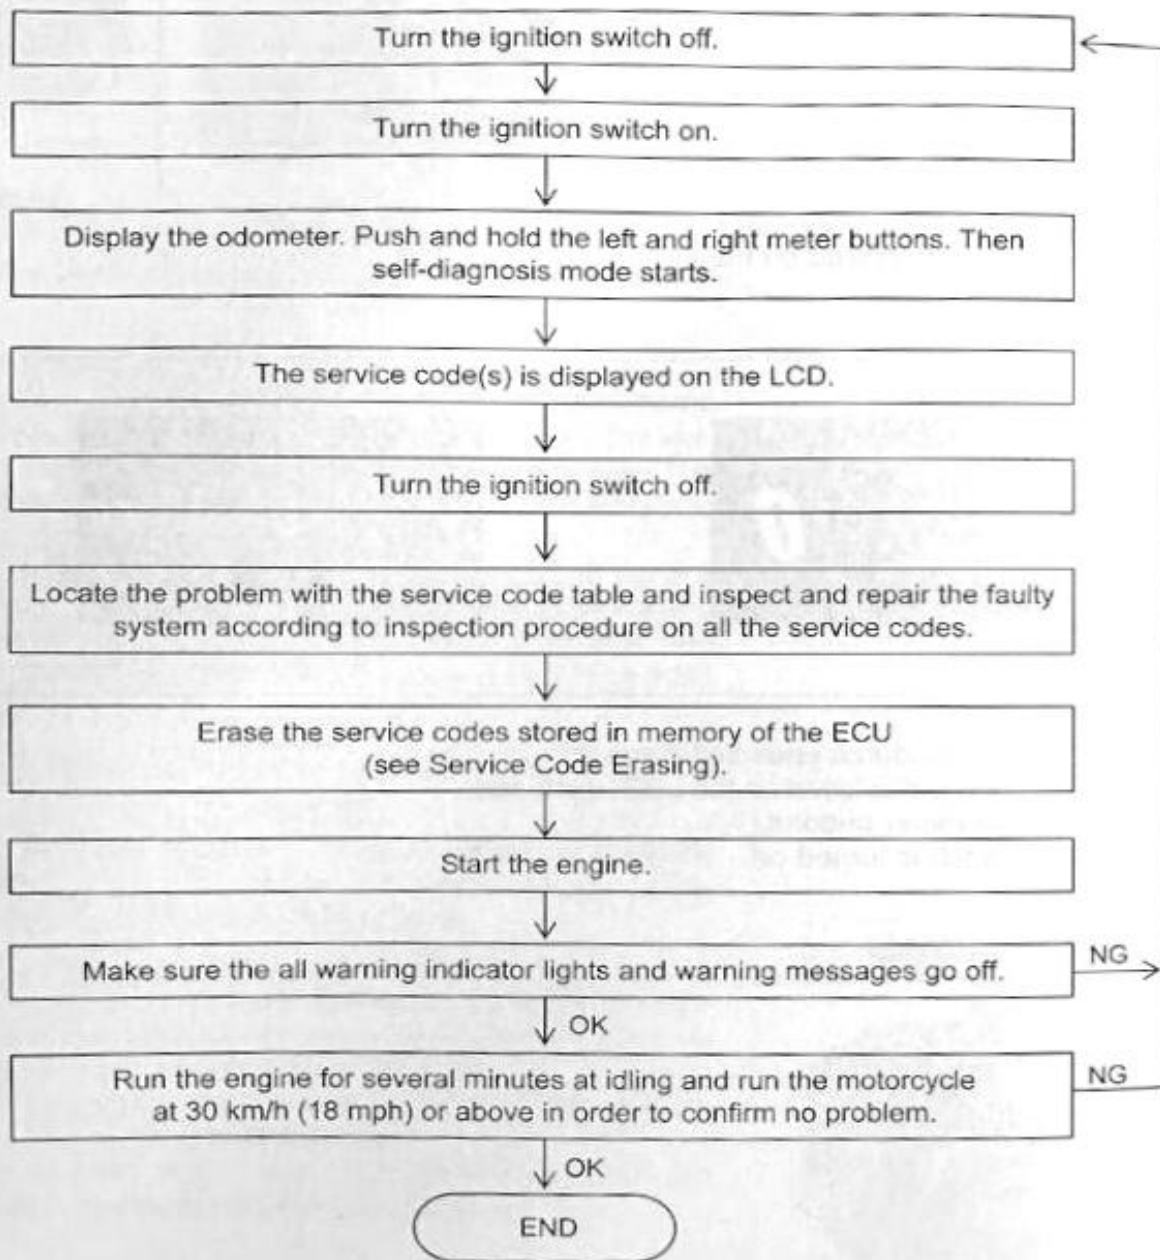 Turn the ignition switch off.
Turn the ignition switch on.
Display the odometer. Push and hold the left and right meter buttons. Then
self-diagnosis mode starts.
The service code(s) is displayed on the LCD.
Turn the ignition switch off.
Locate the problem with the service code table and inspect and repair the faulty
system according to inspection procedure on all the service codes.
Erase the service codes stored in memory of the ECU
(see Service Code Erasing).
Start the engine.
Make sure the all warning indicator lights and warning messages go off.
NG
OK
Run the engine for several minutes at idling and run the motorcycle
at 30 km/h (18 mph) or above in order to confirm no problem.
NG
OK
END